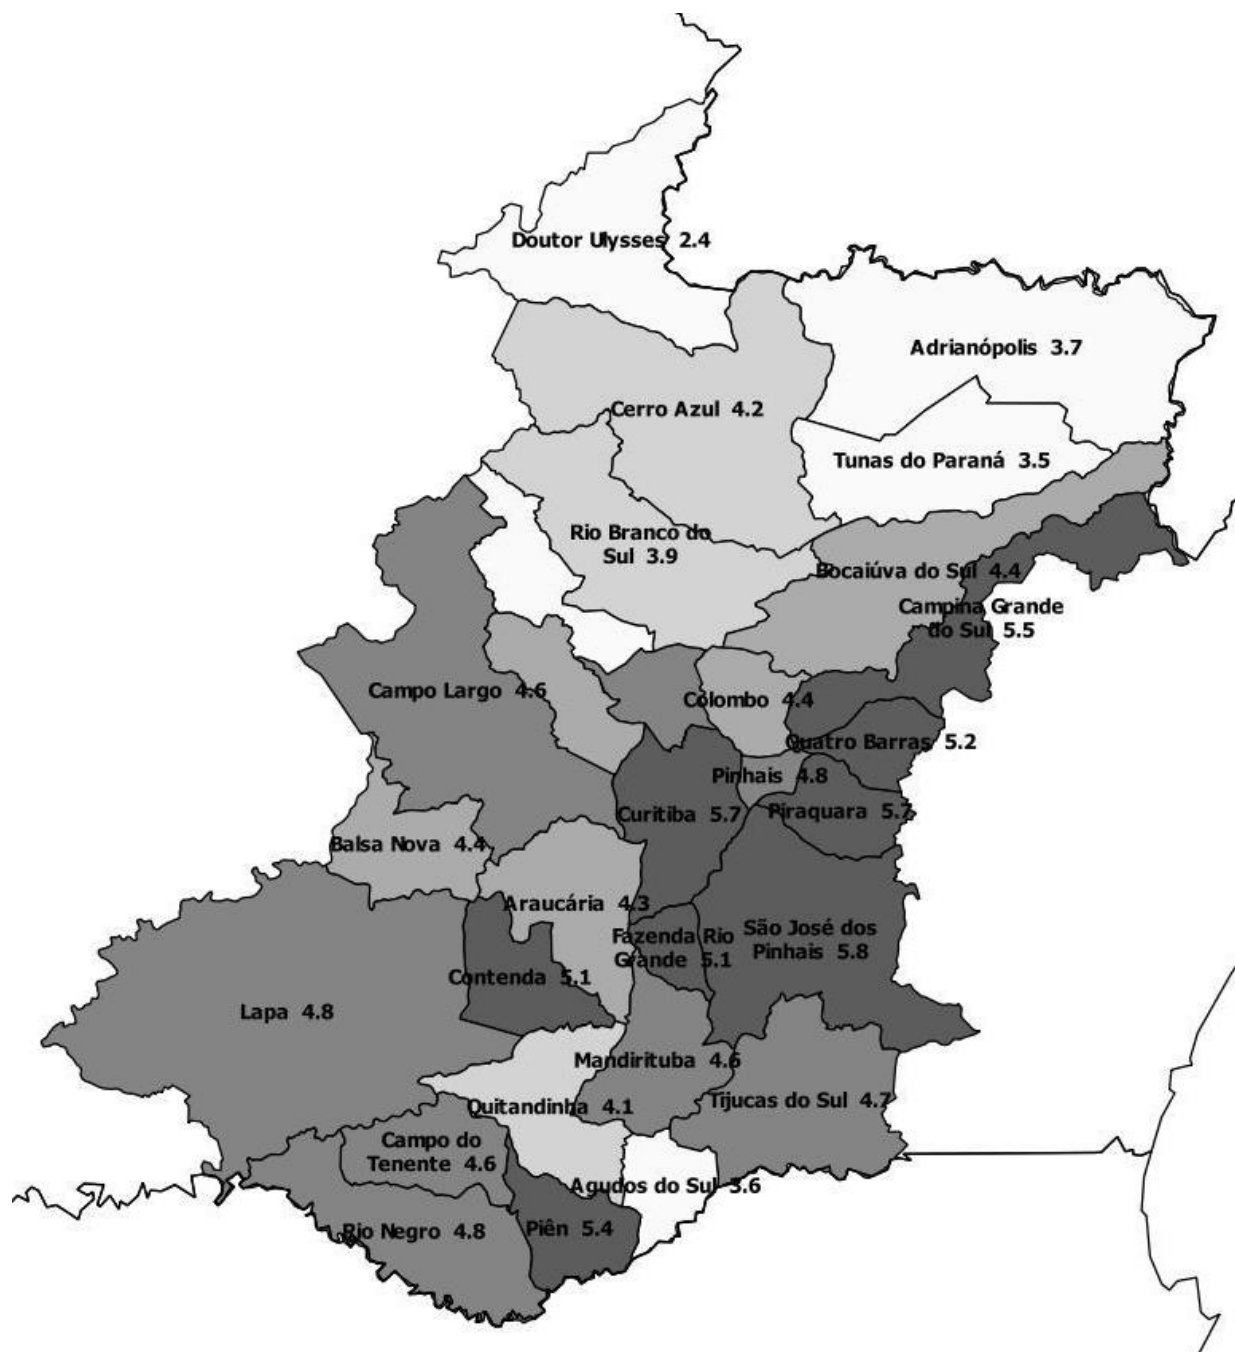 Doutor Ulysses 2.4
Adrianópolis 3.7
Cerro Azul 4.2
Tunas do Paraná 3.5
Rio Branco do
Sul 3.9
Bocaiúva do Sul 4.4
Campina Grande
do Sul 5.5
Campo Largo 4.6
Colombo 4.4
Quatro Barras 5.2
Pinhais 4.8
Curitiba 5.7
Piraquara 5.7
Balsa Nova 4.4
Araucária 4.3
Fazenda Rio
Grande 5.1
São José dos
Pinhais 5.8
Contenda 5.1
Lapa 4.8
Mandirituba 4.6
Quitandinha 4.1
Tijucas do Sul 4.7
Campo do
Tenente 4.6
Agudos do Sul 3.6
Rio Negro 4.8
Piên 5.4